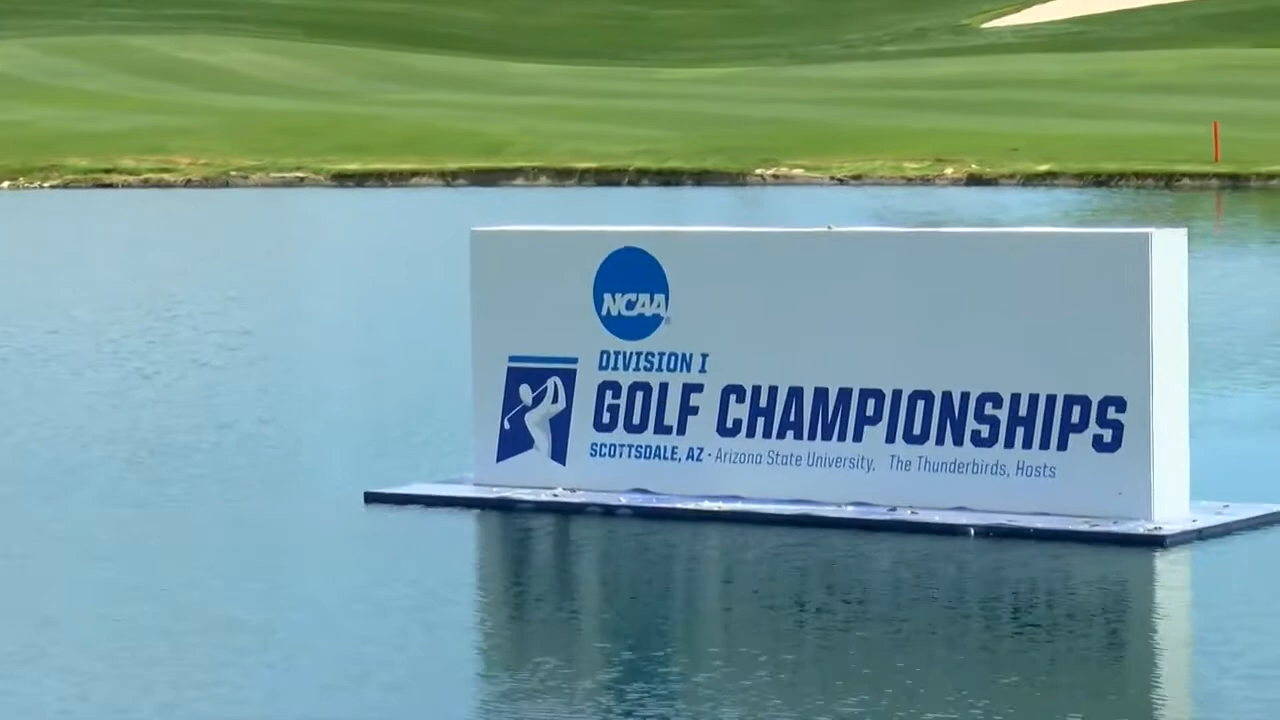 NCAA
DIVISION I
GOLF CHAMPIONSHIPS
SCOTTSDALE, AZ • Arizona State University, The Thunderbirds, Hosts